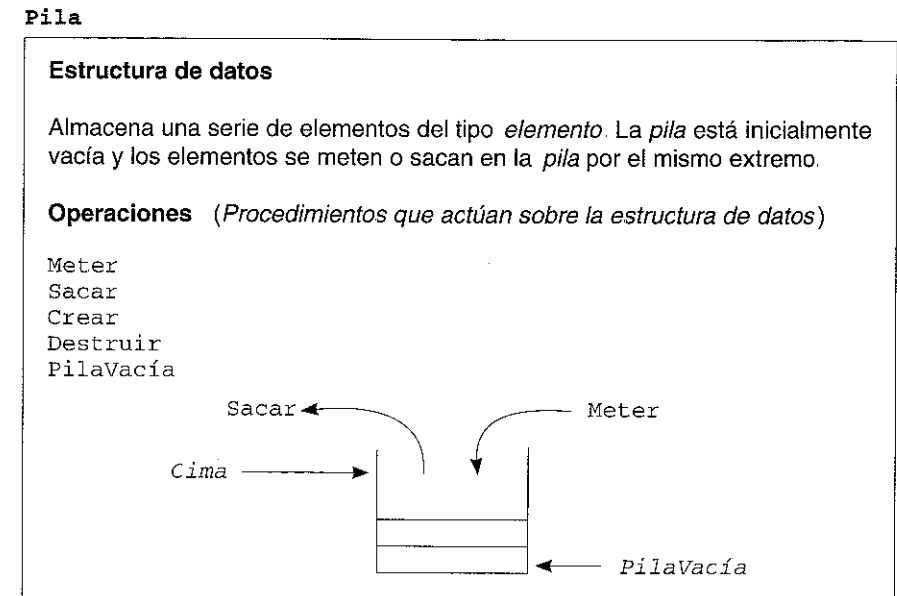 Pila
Estructura de datos
Almacena una serie de elementos del tipo elemento. La pila está inicialmente
vacía y los elementos se meten o sacan en la pila por el mismo extremo.
Operaciones (Procedimientos que actúan sobre la estructura de datos)
Meter
Sacar
Crear
Destruir
PilaVacía
Sacar Meter
Cima
PilaVacía